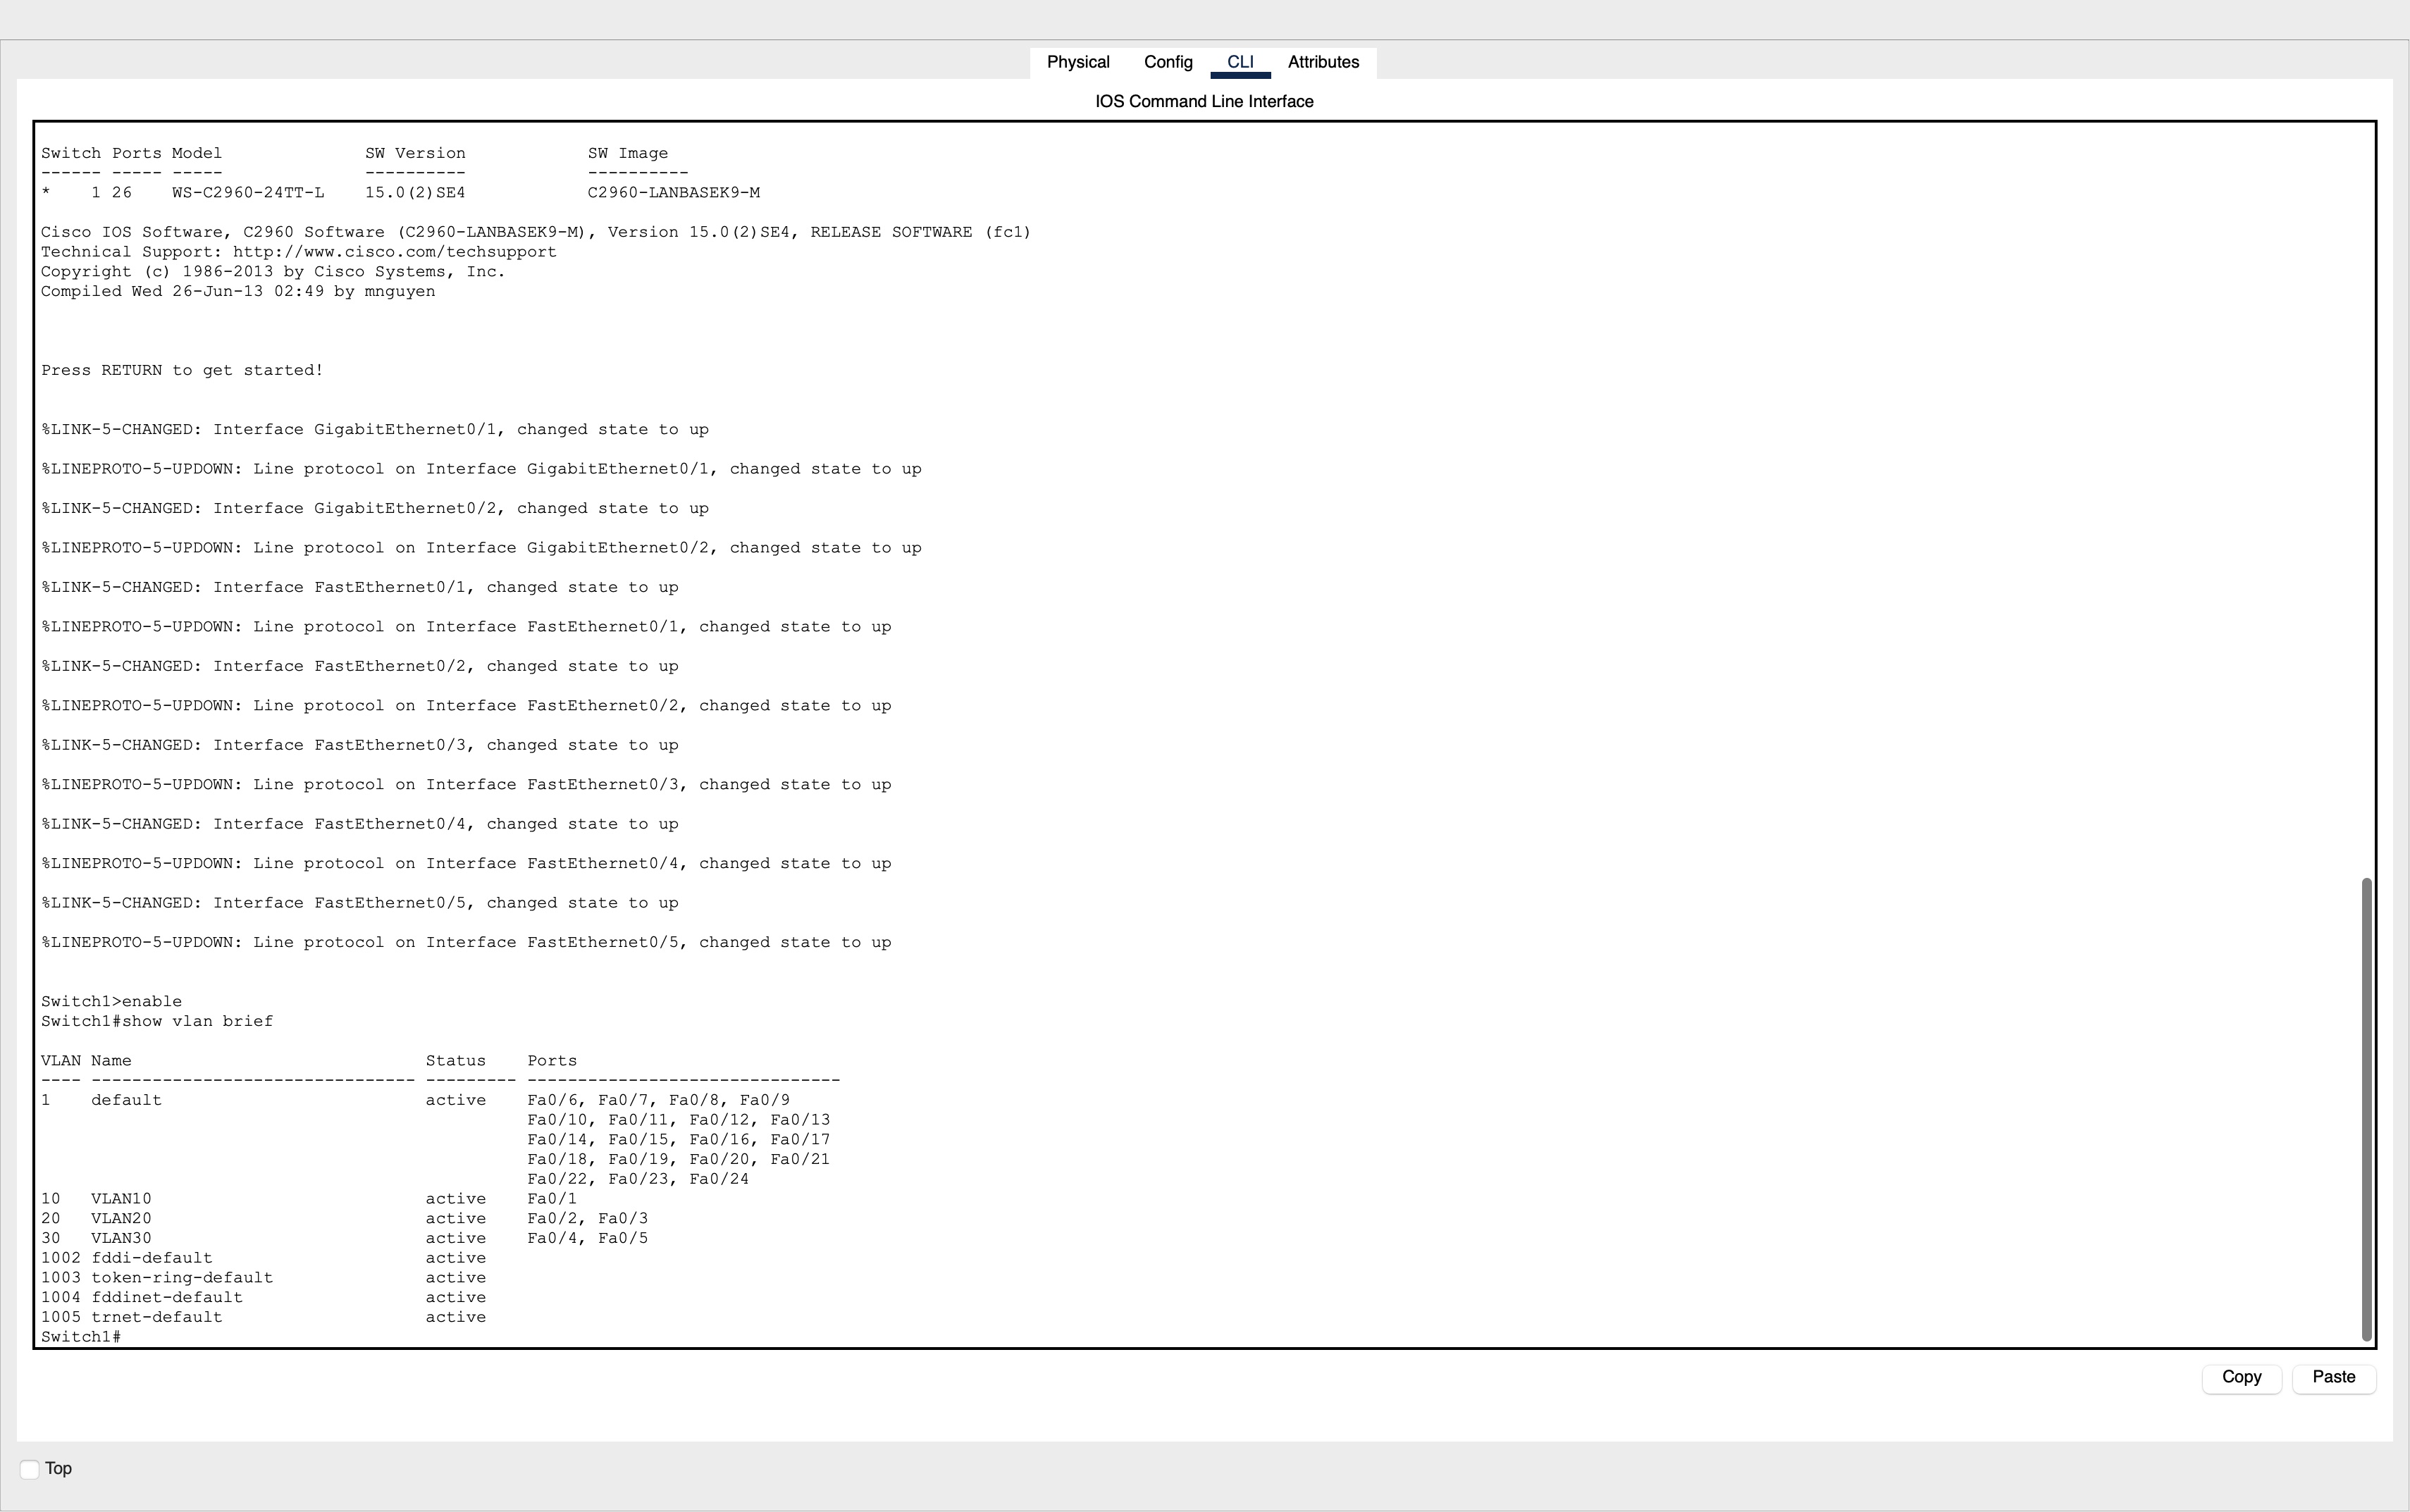 Physical Config CLI Attributes
IOS Command Line Interface
Switch Ports Model              SW Version            SW Image
------ ----- -----              ----------            ----------
*    1 26    WS-C2960-24TT-L    15.0(2)SE4            C2960-LANBASEK9-M
Cisco IOS Software, C2960 Software (C2960-LANBASEK9-M), Version 15.0(2)SE4, RELEASE SOFTWARE (fc1)
Technical Support: http://www.cisco.com/techsupport
Copyright (c) 1986-2013 by Cisco Systems, Inc.
Compiled Wed 26-Jun-13 02:49 by mnguyen
Press RETURN to get started!
%LINK-5-CHANGED: Interface GigabitEthernet0/1, changed state to up
%LINEPROTO-5-UPDOWN: Line protocol on Interface GigabitEthernet0/1, changed state to up
%LINK-5-CHANGED: Interface GigabitEthernet0/2, changed state to up
%LINEPROTO-5-UPDOWN: Line protocol on Interface GigabitEthernet0/2, changed state to up
%LINK-5-CHANGED: Interface FastEthernet0/1, changed state to up
%LINEPROTO-5-UPDOWN: Line protocol on Interface FastEthernet0/1, changed state to up
%LINK-5-CHANGED: Interface FastEthernet0/2, changed state to up
%LINEPROTO-5-UPDOWN: Line protocol on Interface FastEthernet0/2, changed state to up
%LINK-5-CHANGED: Interface FastEthernet0/3, changed state to up
%LINEPROTO-5-UPDOWN: Line protocol on Interface FastEthernet0/3, changed state to up
%LINK-5-CHANGED: Interface FastEthernet0/4, changed state to up
%LINEPROTO-5-UPDOWN: Line protocol on Interface FastEthernet0/4, changed state to up
%LINK-5-CHANGED: Interface FastEthernet0/5, changed state to up
%LINEPROTO-5-UPDOWN: Line protocol on Interface FastEthernet0/5, changed state to up
Switch1>enable
Switch1#show vlan brief
VLAN Name                             Status    Ports
---- -------------------------------- --------- -------------------------------
1    default                          active    Fa0/6, Fa0/7, Fa0/8, Fa0/9
                                                Fa0/10, Fa0/11, Fa0/12, Fa0/13
                                                Fa0/14, Fa0/15, Fa0/16, Fa0/17
                                                Fa0/18, Fa0/19, Fa0/20, Fa0/21
                                                Fa0/22, Fa0/23, Fa0/24
10   VLAN10                           active    Fa0/1
20   VLAN20                           active    Fa0/2, Fa0/3
30   VLAN30                           active    Fa0/4, Fa0/5
1002 fddi-default                     active
1003 token-ring-default               active
1004 fddinet-default                  active
1005 trnet-default                    active
Switch1#
Copy Paste
Top